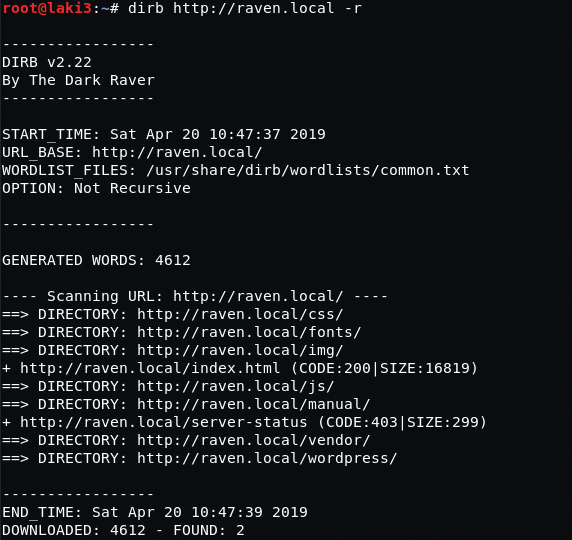 root@laki3:~# dirb http://raven.local -r
-----------------
DIRB v2.22
By The Dark Raver
-----------------
START_TIME: Sat Apr 20 10:47:37 2019
URL_BASE: http://raven.local/
WORDLIST_FILES: /usr/share/dirb/wordlists/common.txt
OPTION: Not Recursive
-----------------
GENERATED WORDS: 4612
---- Scanning URL: http://raven.local/ ----
==> DIRECTORY: http://raven.local/css/
==> DIRECTORY: http://raven.local/fonts/
==> DIRECTORY: http://raven.local/img/
+ http://raven.local/index.html (CODE:200|SIZE:16819)
==> DIRECTORY: http://raven.local/js/
==> DIRECTORY: http://raven.local/manual/
+ http://raven.local/server-status (CODE:403|SIZE:299)
==> DIRECTORY: http://raven.local/vendor/
==> DIRECTORY: http://raven.local/wordpress/
-----------------
END_TIME: Sat Apr 20 10:47:39 2019
DOWNLOADED: 4612 - FOUND: 2